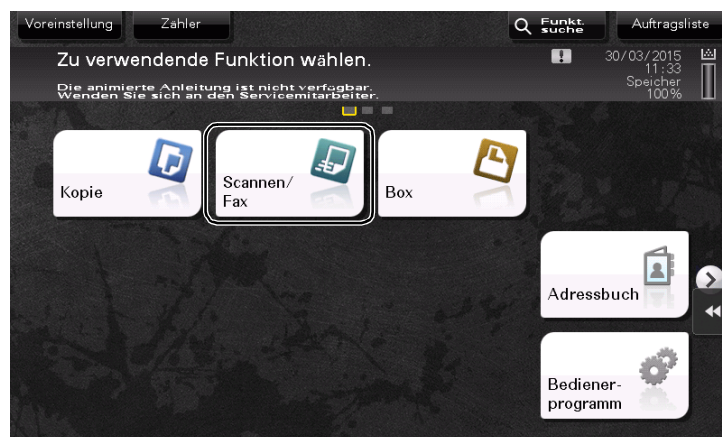 Voreinstellung
Zähler
Funkt. suche
Auftragsliste
Zu verwendende Funktion wählen.
30/03/2015
11:33
Die animierte Anleitung ist nicht verfügbar.
Wenden Sie sich an den Servicemitarbeiter.
Speicher
100%
Kopie
Scannen/
Fax
Box
Adressbuch
Bediener-
programm